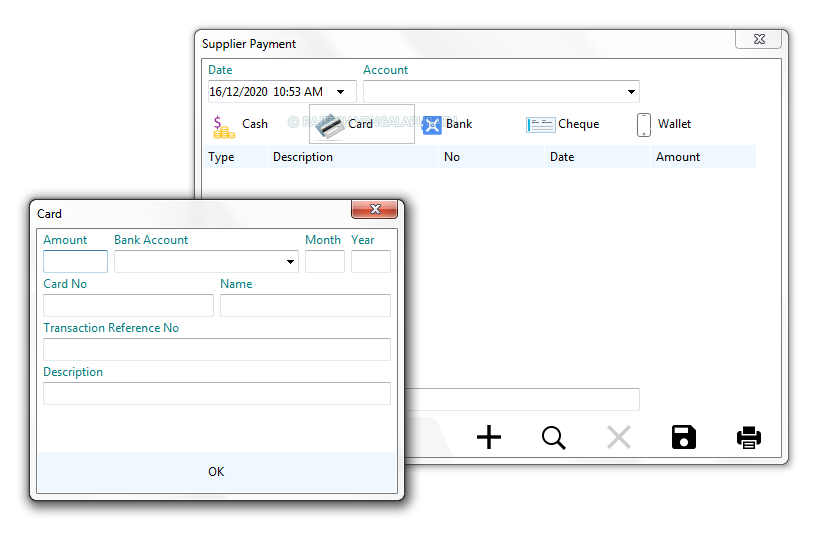 Supplier Payment
Date Account
16/12/2020 10:53 AM
Cash Card Bank Cheque Wallet
Type Description No Date Amount
Card
Amount Bank Account Month Year
Card No Name
Transaction Reference No
Description
OK